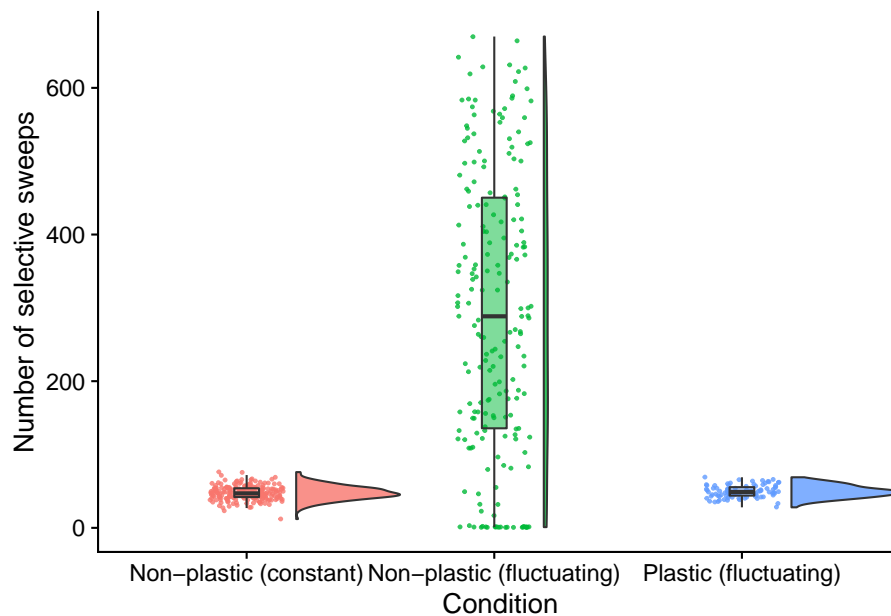 Number of selective sweeps
600
400
200
0
Non−plastic (constant)
Non−plastic (fluctuating)
Plastic (fluctuating)
Condition